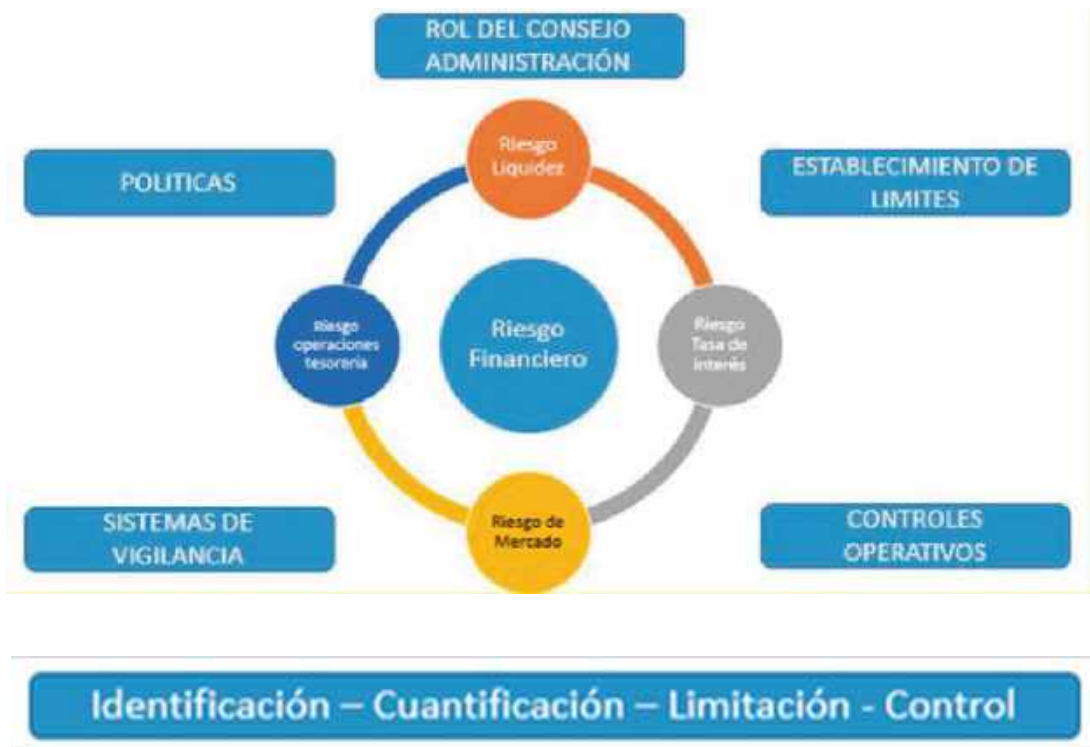 ROL DEL CONSEJO
ADMINISTRACIÓN
POLITICAS
ESTABLECIMIENTO DE
LIMITES
Riesgo
Liquidez
Riesgo
operaciones
tesorería
Riesgo
Financiero
Riesgo
Tasa de
interés
Riesgo de
Mercado
SISTEMAS DE
VIGILANCIA
CONTROLES
OPERATIVOS
Identificación – Cuantificación – Limitación - Control